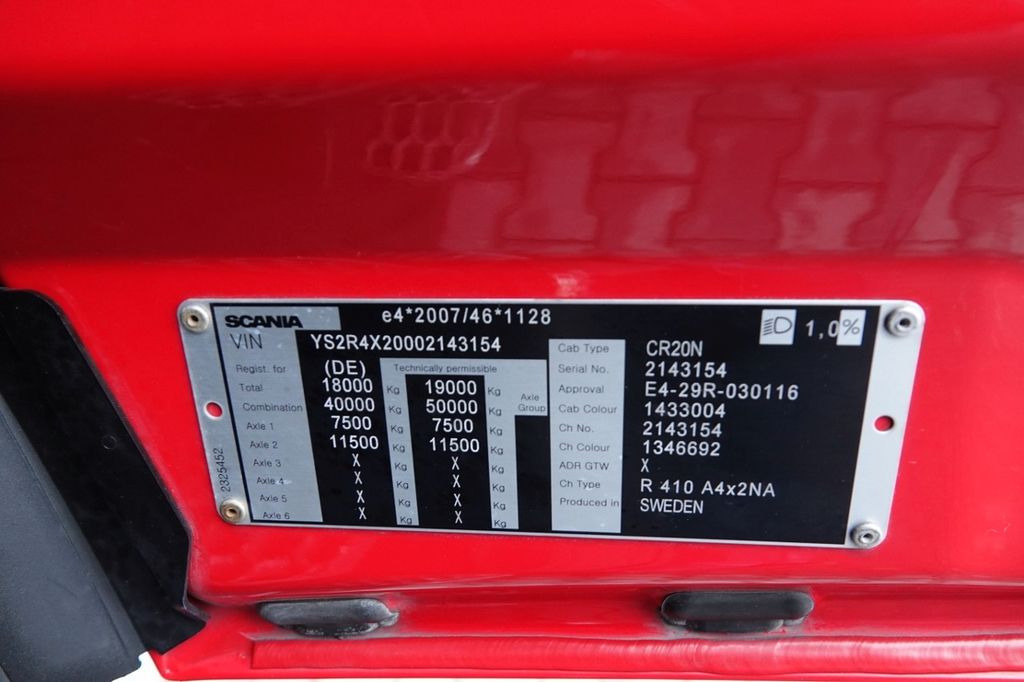 SCANIA e4*2007/46*1128 1,0%
VIN YS2R4X20002143154 Cab Type CR20N
Regist. for (DE) Technically permissible Serial No. 2143154
Total 18000 Kg 19000 Kg Axle Group Approval E4-29R-030116
Combination 40000 Kg 50000 Kg Cab Colour 1433004
Axle 1 7500 Kg 7500 Kg Ch No. 2143154
Axle 2 11500 Kg 11500 Kg Ch Colour 1346692
Axle 3 X Kg X Kg ADR GTW X
Axle 4 X Kg X Kg Ch Type R 410 A4x2NA
Axle 5 X Kg X Kg Produced in SWEDEN
Axle 6 X Kg X Kg
2325452